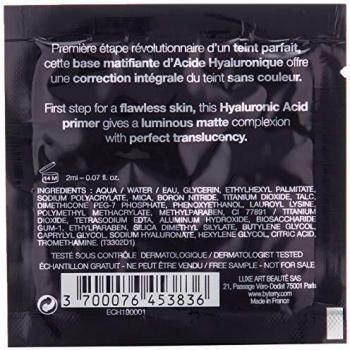 Première étape révolutionnaire d'un teint parfait,
cette base matifiante d'Acide Hyaluronique offre
une correction intégrale du teint sans couleur.
First step for a flawless skin, this Hyaluronic Acid
primer gives a luminous matte complexion
with perfect translucency.
14 M 2ml – 0.07 fl. oz.
INGREDIENTS : AQUA / WATER / EAU, GLYCERIN, ETHYLHEXYL PALMITATE,
SODIUM POLYACRYLATE, MICA, BORON NITRIDE, TITANIUM DIOXIDE, TALC,
DIMETHICONE, PEG-7 PHOSPHATE, PHENOXYETHANOL, LAUROYL LYSINE,
POLYMETHYL METHACRYLATE, METHICONE, CI 77891 / TITANIUM
DIOXIDE, TETRASODIUM EDTA, ALUMINUM HYDROXIDE, BIOSACCHARIDE
GUM-1, ETHYLPARABEN, SILICA DIMETHYL SILYLATE, BUTYLENE GLYCOL,
CAPRYLYL GLYCOL, SODIUM HYALURONATE, HEXYLENE GLYCOL, CITRIC ACID,
TROMETHAMINE. (T3302D1)
TESTÉ SOUS CONTRÔLE DERMATOLOGIQUE / DERMATOLOGIST TESTED
ÉCHANTILLON GRATUIT - NE PEUT ÊTRE VENDU / FREE SAMPLE - NOT FOR SALE
LUXE ART BEAUTÉ SAS
21, Passage Véro-Dodat 75001 Paris
www.byterry.com
Made in France
3 700076 453836
ECH190001